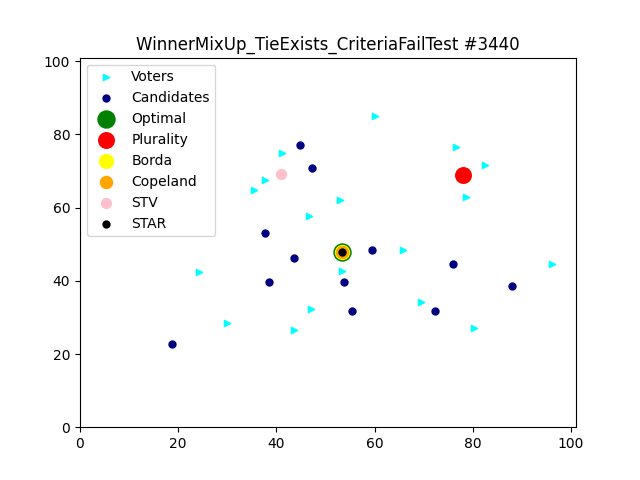 WinnerMixUp_TieExists_CriteriaFailTest #3440
100
80
60
40
20
0
Voters
Candidates
Optimal
Plurality
Borda
Copeland
STV
STAR
0 20 40 60 80 100